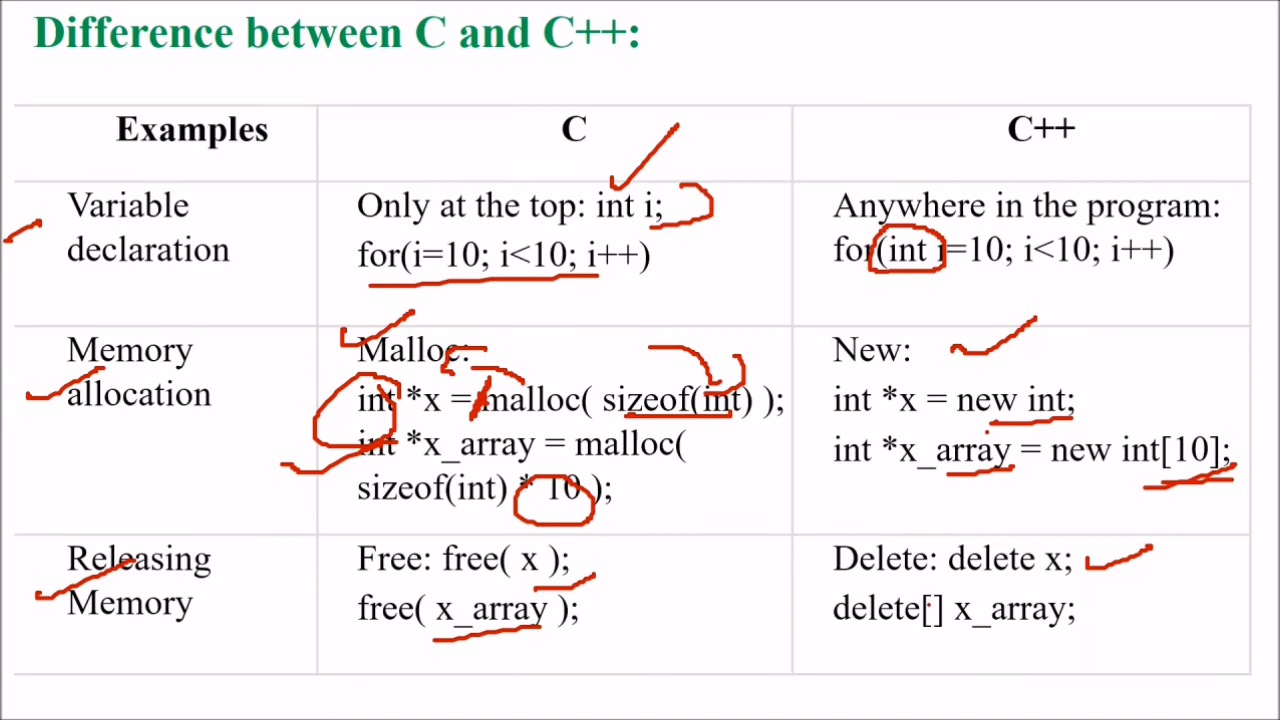 Difference between C and C++:
Examples
C
C++
Variable
declaration
Only at the top: int i;
for(i=10; i<10; i++)
Anywhere in the program:
for(int i=10; i<10; i++)
Memory
allocation
Malloc:
int *x = malloc( sizeof(int) );
int *x_array = malloc(
sizeof(int) * 10 );
New:
int *x = new int;
int *x_array = new int[10];
Releasing
Memory
Free: free( x );
free( x_array );
Delete: delete x;
delete[] x_array;